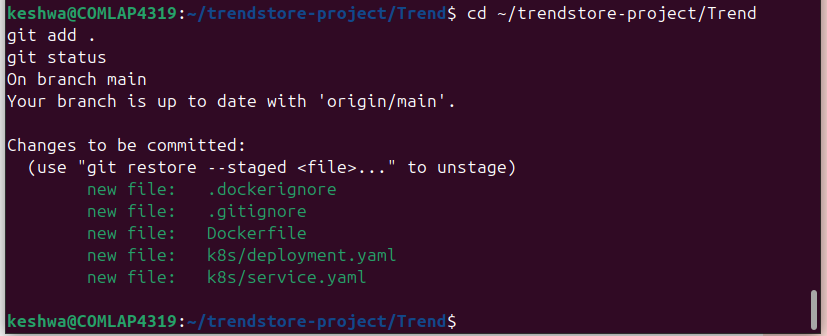 keshwa@COMLAP4319:~/trendstore-project/Trend$ cd ~/trendstore-project/Trend
git add .
git status
On branch main
Your branch is up to date with 'origin/main'.

Changes to be committed:
  (use "git restore --staged <file>..." to unstage)
        new file:   .dockerignore
        new file:   .gitignore
        new file:   Dockerfile
        new file:   k8s/deployment.yaml
        new file:   k8s/service.yaml

keshwa@COMLAP4319:~/trendstore-project/Trend$